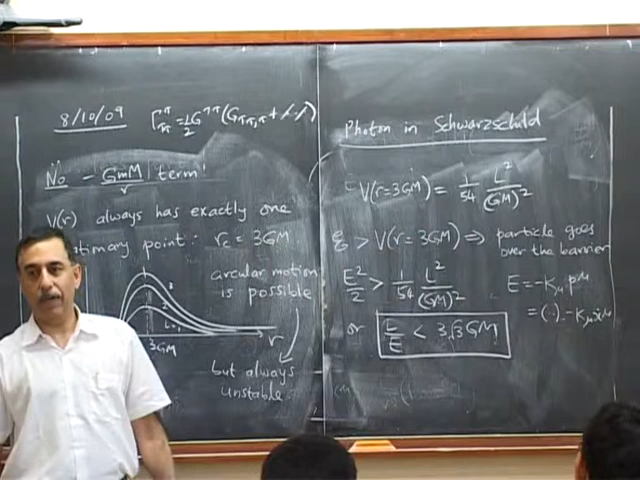 8/10/09
Γ^π_ππ = 1/2 G^ππ (G_ππ,π +
No - GmM/r term!
V(r) always has exactly one
stationary point: r_c = 3GM
circular motion
is possible
3GM
r
but always
unstable
Photon in Schwarzschild
V(r=3GM) = 1/54 L²/(GM)²
> V(r=3GM) ⇒ particle goes
over the barrier
E²/2 > 1/54 L²/(GM)²
or L/E < 3√3 GM
E = -K_μ p^μ
= (·) - K_μ ẋ^μ